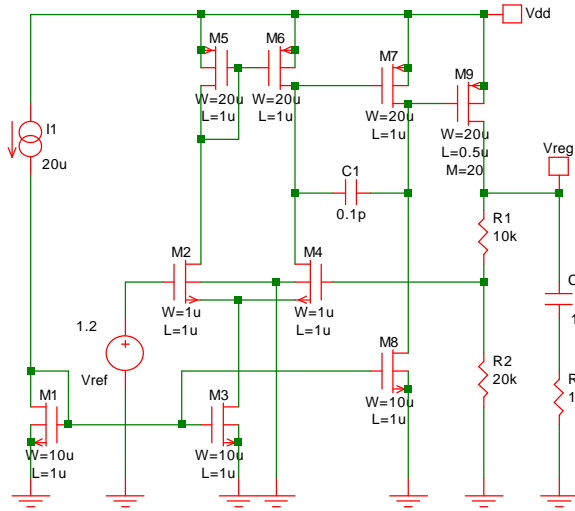 Vdd
M5
M6
M7
M9
W=20u
L=1u
W=20u
L=1u
W=20u
L=1u
W=20u
L=0.5u
M=20
Vreg
I1
20u
C1
0.1p
R1
10k
M2
W=1u
L=1u
M4
W=1u
L=1u
1.2
Vref
M8
W=10u
L=1u
R2
20k
C
1
R
1
M1
W=10u
L=1u
M3
W=10u
L=1u